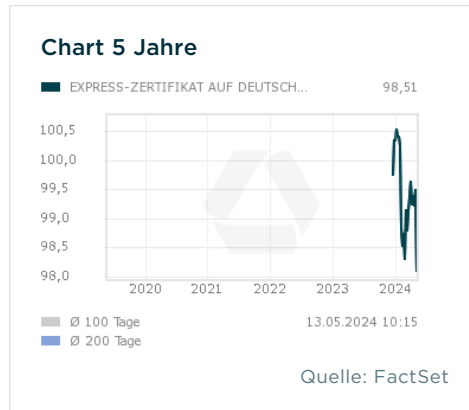 Chart 5 Jahre
EXPRESS-ZERTIFIKAT AUF DEUTSCH... 98,51
100,5
100,0
99,5
99,0
98,5
98,0
2020 2021 2022 2023 2024
Ø 100 Tage 13.05.2024 10:15
Ø 200 Tage
Quelle: FactSet